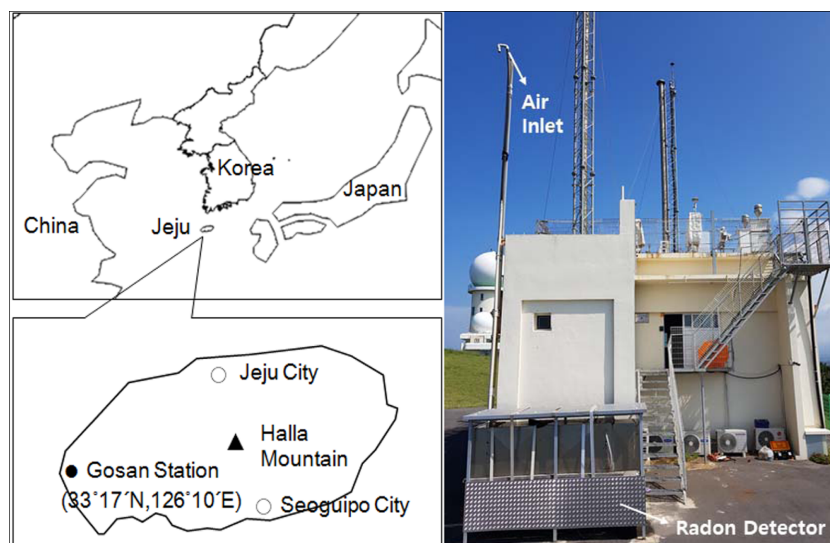 Korea
Japan
China
Jeju
Jeju City
Halla
Mountain
Gosan Station
(33˚17´N,126˚10´E)
Seoguipo City
Air
Inlet
Radon Detector